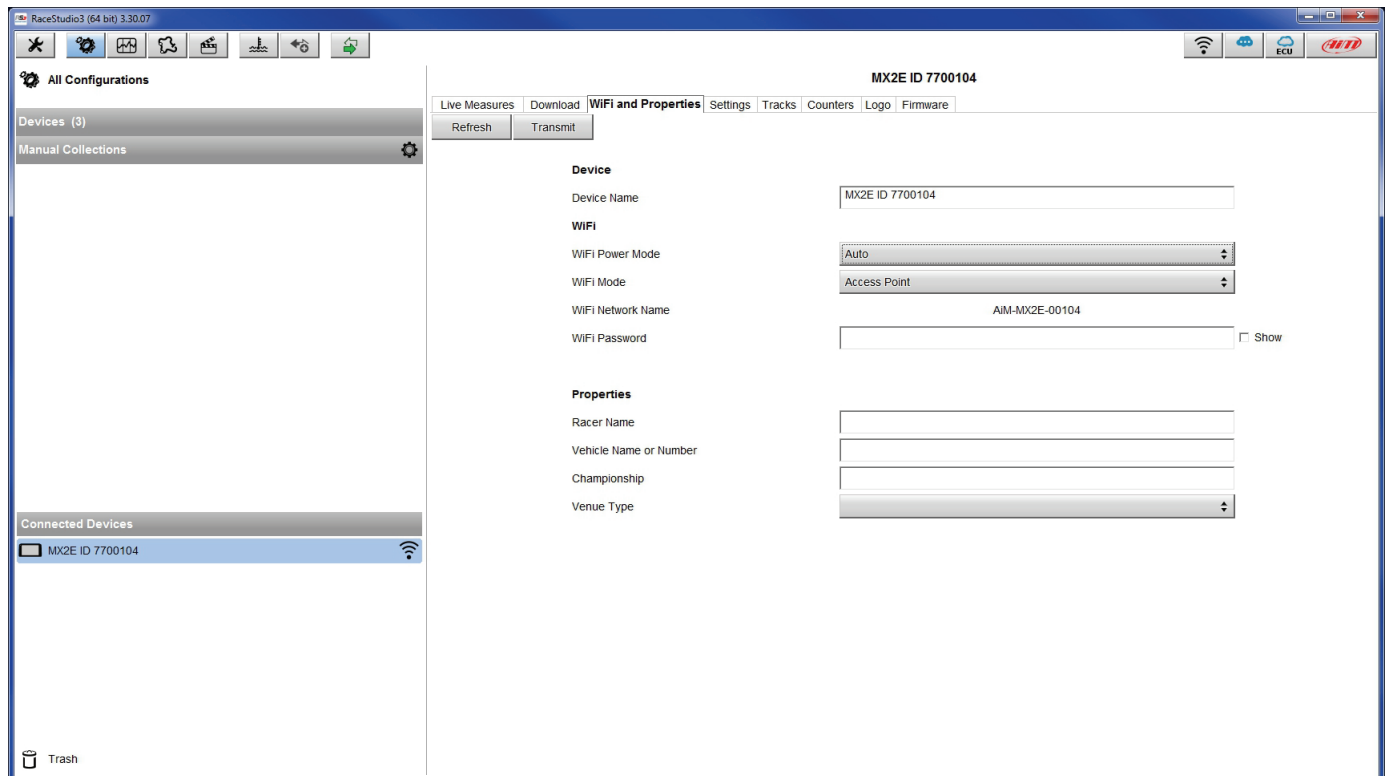 RaceStudio3 (64 bit) 3.30.07
ECU
AiM
All Configurations
Devices (3)
Manual Collections
Connected Devices
MX2E ID 7700104
Trash
MX2E ID 7700104
Live Measures Download WiFi and Properties Settings Tracks Counters Logo Firmware
Refresh Transmit
Device
Device Name MX2E ID 7700104
WiFi
WiFi Power Mode Auto
WiFi Mode Access Point
WiFi Network Name AiM-MX2E-00104
WiFi Password Show
Properties
Racer Name
Vehicle Name or Number
Championship
Venue Type